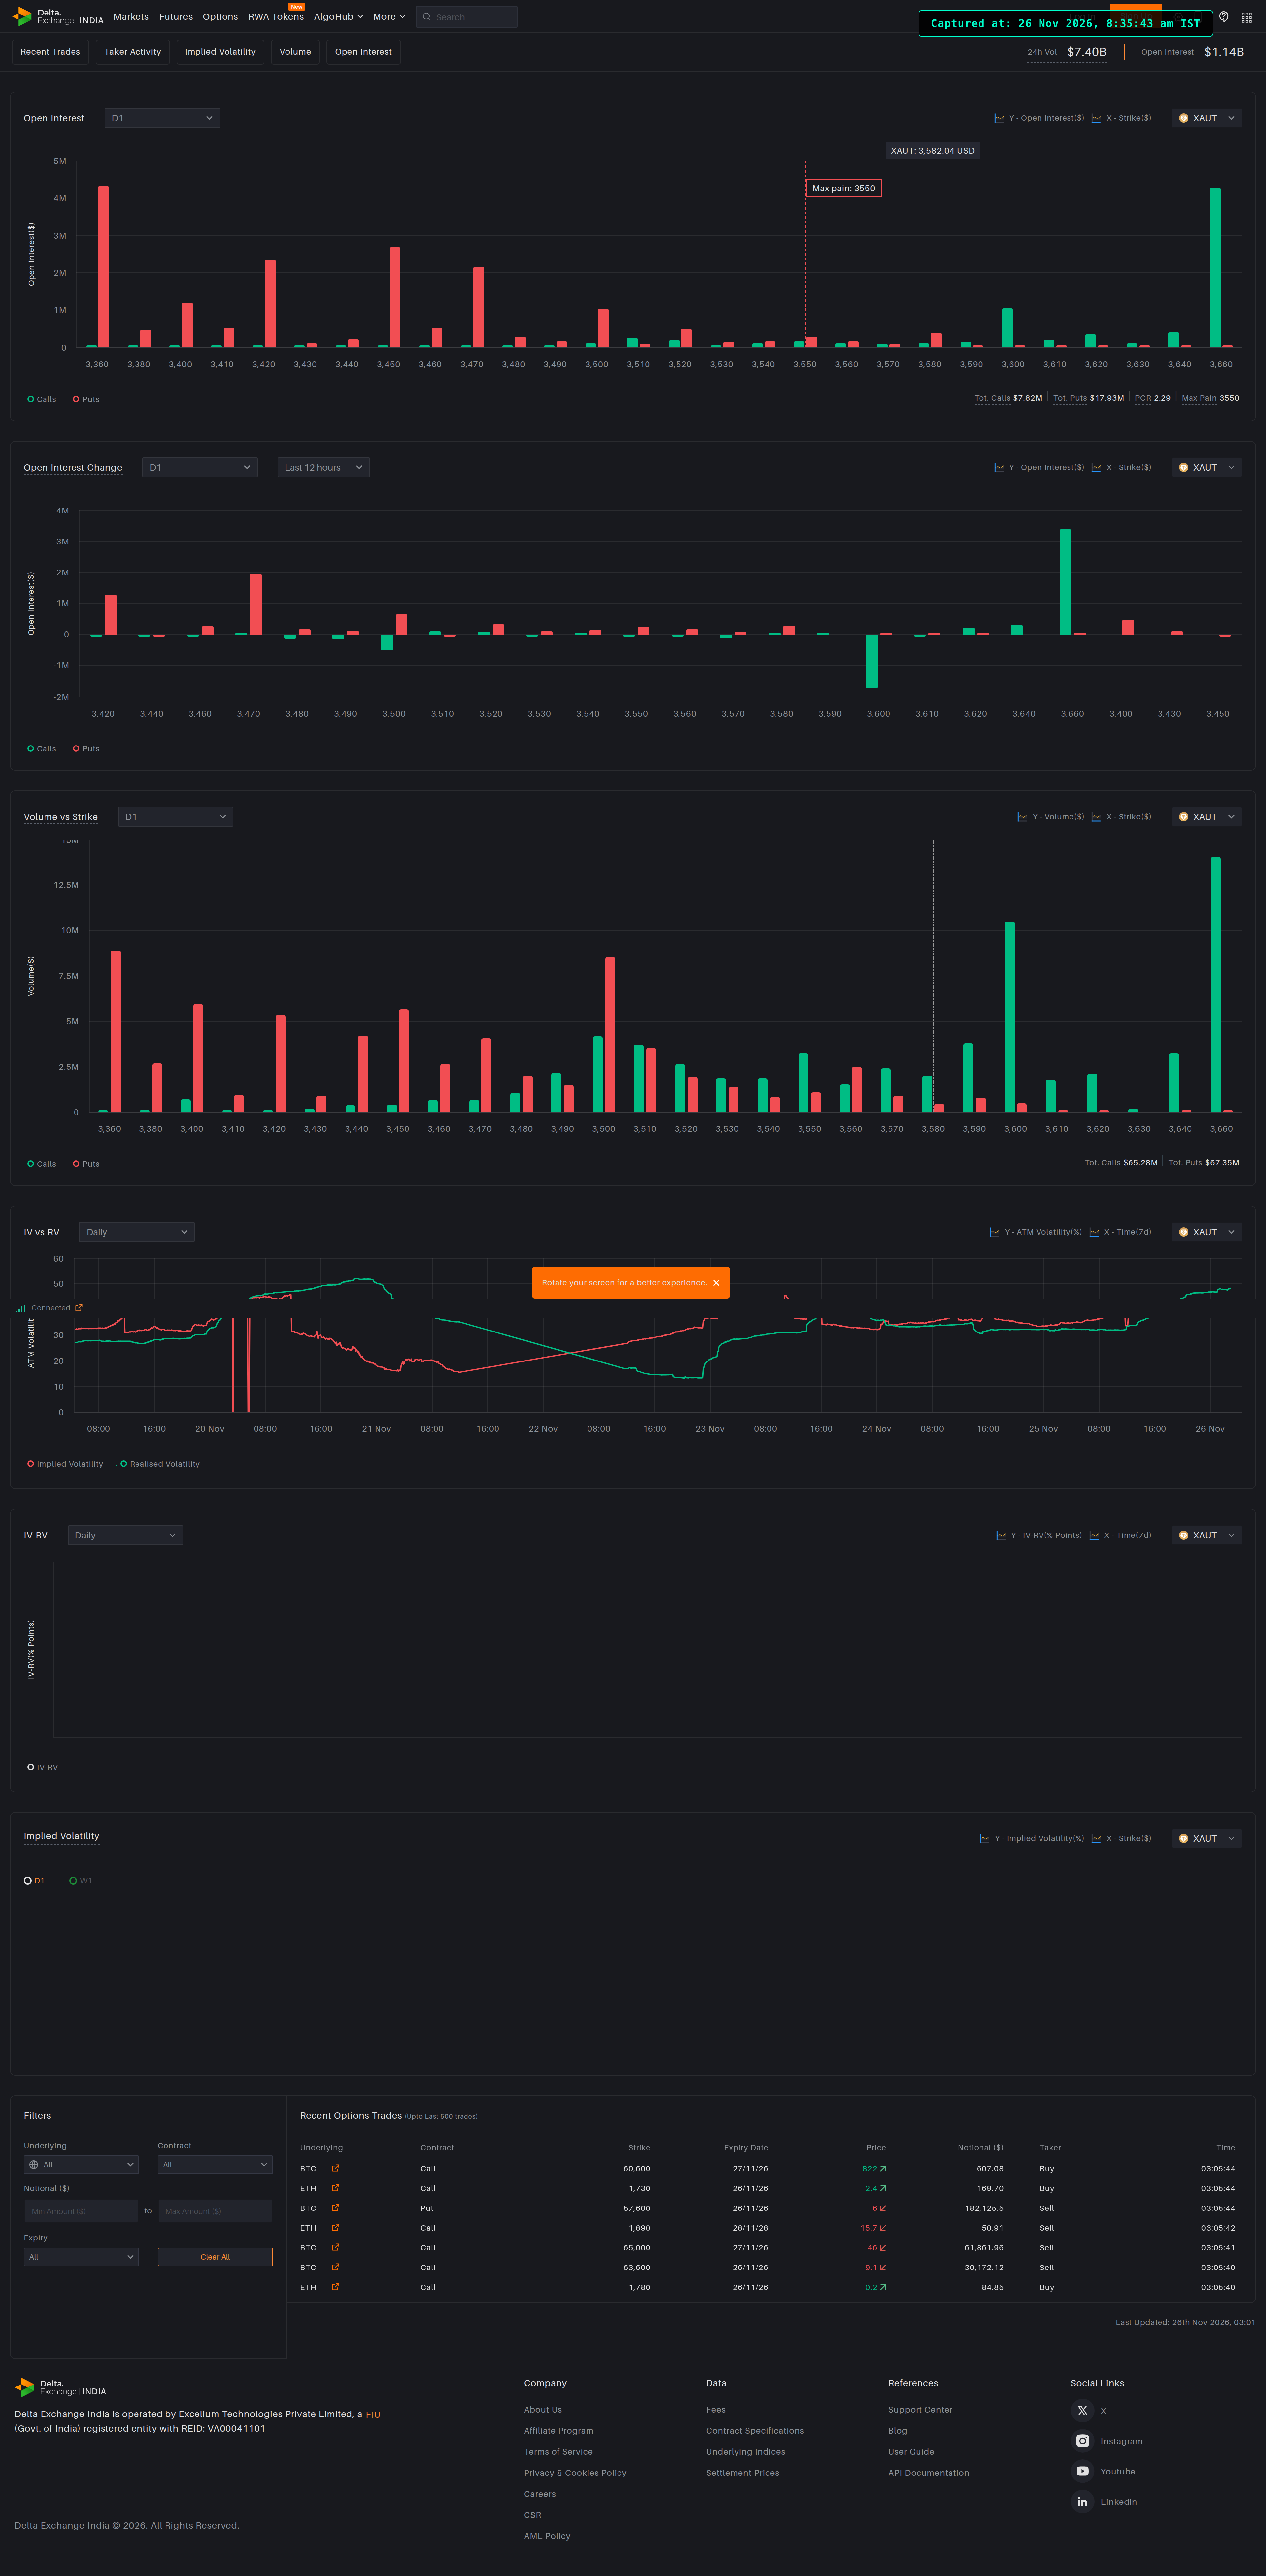 Delta.
Exchange | INDIA
Markets Futures Options RWA Tokens New AlgoHub More Search
Captured at: 26 Nov 2026, 8:35:43 am IST
Recent Trades Taker Activity Implied Volatility Volume Open Interest
24h Vol $7.40B Open Interest $1.14B
Open Interest D1 Y - Open Interest($) X - Strike($) XAUT
XAUT: 3,582.04 USD
Max pain: 3550
Open Interest($)
5M
4M
3M
2M
1M
0
3,360 3,380 3,400 3,410 3,420 3,430 3,440 3,450 3,460 3,470 3,480 3,490 3,500 3,510 3,520 3,530 3,540 3,550 3,560 3,570 3,580 3,590 3,600 3,610 3,620 3,630 3,640 3,660
Calls Puts
Tot. Calls $7.82M Tot. Puts $17.93M PCR 2.29 Max Pain 3550
Open Interest Change D1 Last 12 hours Y - Open Interest($) X - Strike($) XAUT
Open Interest($)
4M
3M
2M
1M
0
-1M
-2M
3,420 3,440 3,460 3,470 3,480 3,490 3,500 3,510 3,520 3,530 3,540 3,550 3,560 3,570 3,580 3,590 3,600 3,610 3,620 3,640 3,660 3,400 3,430 3,450
Calls Puts
Volume vs Strike D1 Y - Volume($) X - Strike($) XAUT
Volume($)
15M
12.5M
10M
7.5M
5M
2.5M
0
3,360 3,380 3,400 3,410 3,420 3,430 3,440 3,450 3,460 3,470 3,480 3,490 3,500 3,510 3,520 3,530 3,540 3,550 3,560 3,570 3,580 3,590 3,600 3,610 3,620 3,630 3,640 3,660
Calls Puts
Tot. Calls $65.28M Tot. Puts $67.35M
IV vs RV Daily Y - ATM Volatility(%) X - Time(7d) XAUT
60
50
Rotate your screen for a better experience.
Connected
ATM Volatilit
30
20
10
0
08:00 16:00 20 Nov 08:00 16:00 21 Nov 08:00 16:00 22 Nov 08:00 16:00 23 Nov 08:00 16:00 24 Nov 08:00 16:00 25 Nov 08:00 16:00 26 Nov
Implied Volatility Realised Volatility
IV-RV Daily Y - IV-RV(% Points) X - Time(7d) XAUT
IV-RV(% Points)
IV-RV
Implied Volatility Y - Implied Volatility(%) X - Strike($) XAUT
D1 W1
Filters
Underlying Contract
All All
Notional ($)
Min Amount ($) to Max Amount ($)
Expiry
All Clear All
Recent Options Trades (Upto Last 500 trades)
Underlying Contract Strike Expiry Date Price Notional ($) Taker Time
BTC Call 60,600 27/11/26 822 607.08 Buy 03:05:44
ETH Call 1,730 26/11/26 2.4 169.70 Buy 03:05:44
BTC Put 57,600 26/11/26 6 182,125.5 Sell 03:05:44
ETH Call 1,690 26/11/26 15.7 50.91 Sell 03:05:42
BTC Call 65,000 27/11/26 46 61,861.96 Sell 03:05:41
BTC Call 63,600 26/11/26 9.1 30,172.12 Sell 03:05:40
ETH Call 1,780 26/11/26 0.2 84.85 Buy 03:05:40
Last Updated: 26th Nov 2026, 03:01
Delta.
Exchange | INDIA
Delta Exchange India is operated by Excelium Technologies Private Limited, a FIU
(Govt. of India) registered entity with REID: VA00041101
Delta Exchange India © 2026. All Rights Reserved.
Company
About Us
Affiliate Program
Terms of Service
Privacy & Cookies Policy
Careers
CSR
AML Policy
Data
Fees
Contract Specifications
Underlying Indices
Settlement Prices
References
Support Center
Blog
User Guide
API Documentation
Social Links
X
Instagram
Youtube
Linkedin